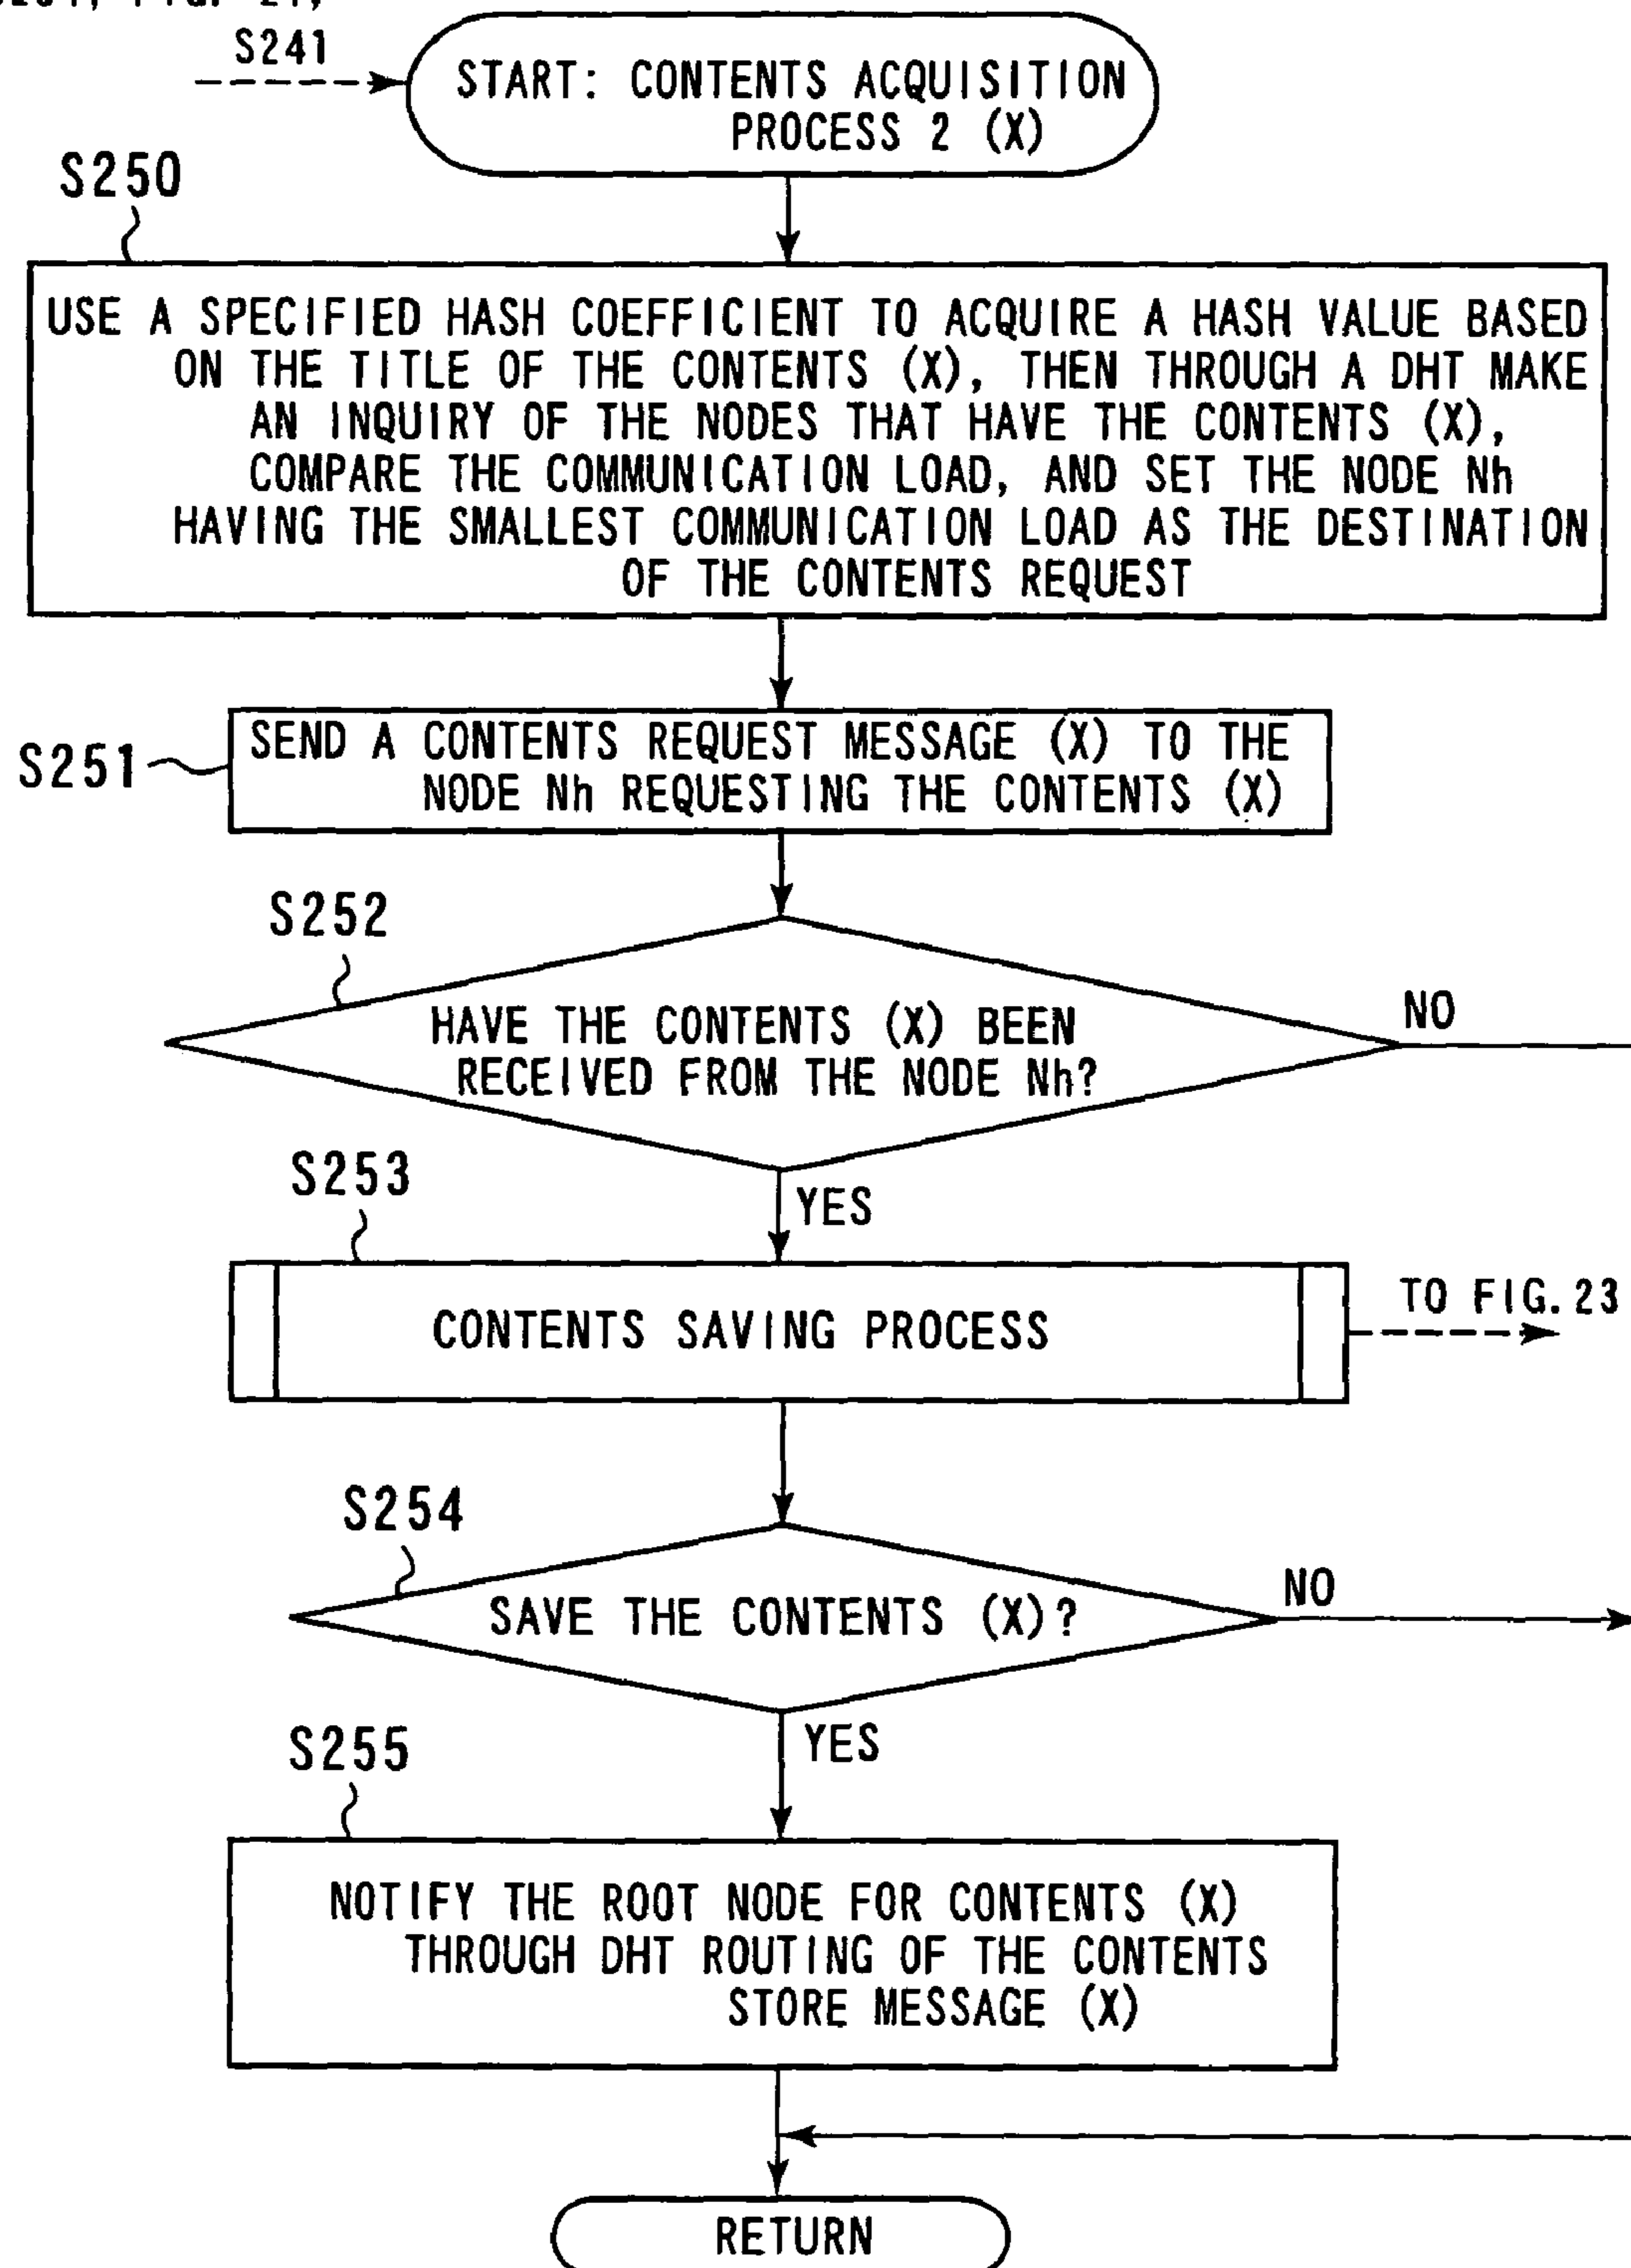 S241
START: CONTENTS ACQUISITION
PROCESS 2 (X)
S250
USE A SPECIFIED HASH COEFFICIENT TO ACQUIRE A HASH VALUE BASED
ON THE TITLE OF THE CONTENTS (X), THEN THROUGH A DHT MAKE
AN INQUIRY OF THE NODES THAT HAVE THE CONTENTS (X),
COMPARE THE COMMUNICATION LOAD, AND SET THE NODE Nh
HAVING THE SMALLEST COMMUNICATION LOAD AS THE DESTINATION
OF THE CONTENTS REQUEST
S251
SEND A CONTENTS REQUEST MESSAGE (X) TO THE
NODE Nh REQUESTING THE CONTENTS (X)
S252
HAVE THE CONTENTS (X) BEEN
RECEIVED FROM THE NODE Nh?
NO
YES
S253
CONTENTS SAVING PROCESS
TO FIG. 23
S254
SAVE THE CONTENTS (X)?
NO
YES
S255
NOTIFY THE ROOT NODE FOR CONTENTS (X)
THROUGH DHT ROUTING OF THE CONTENTS
STORE MESSAGE (X)
RETURN